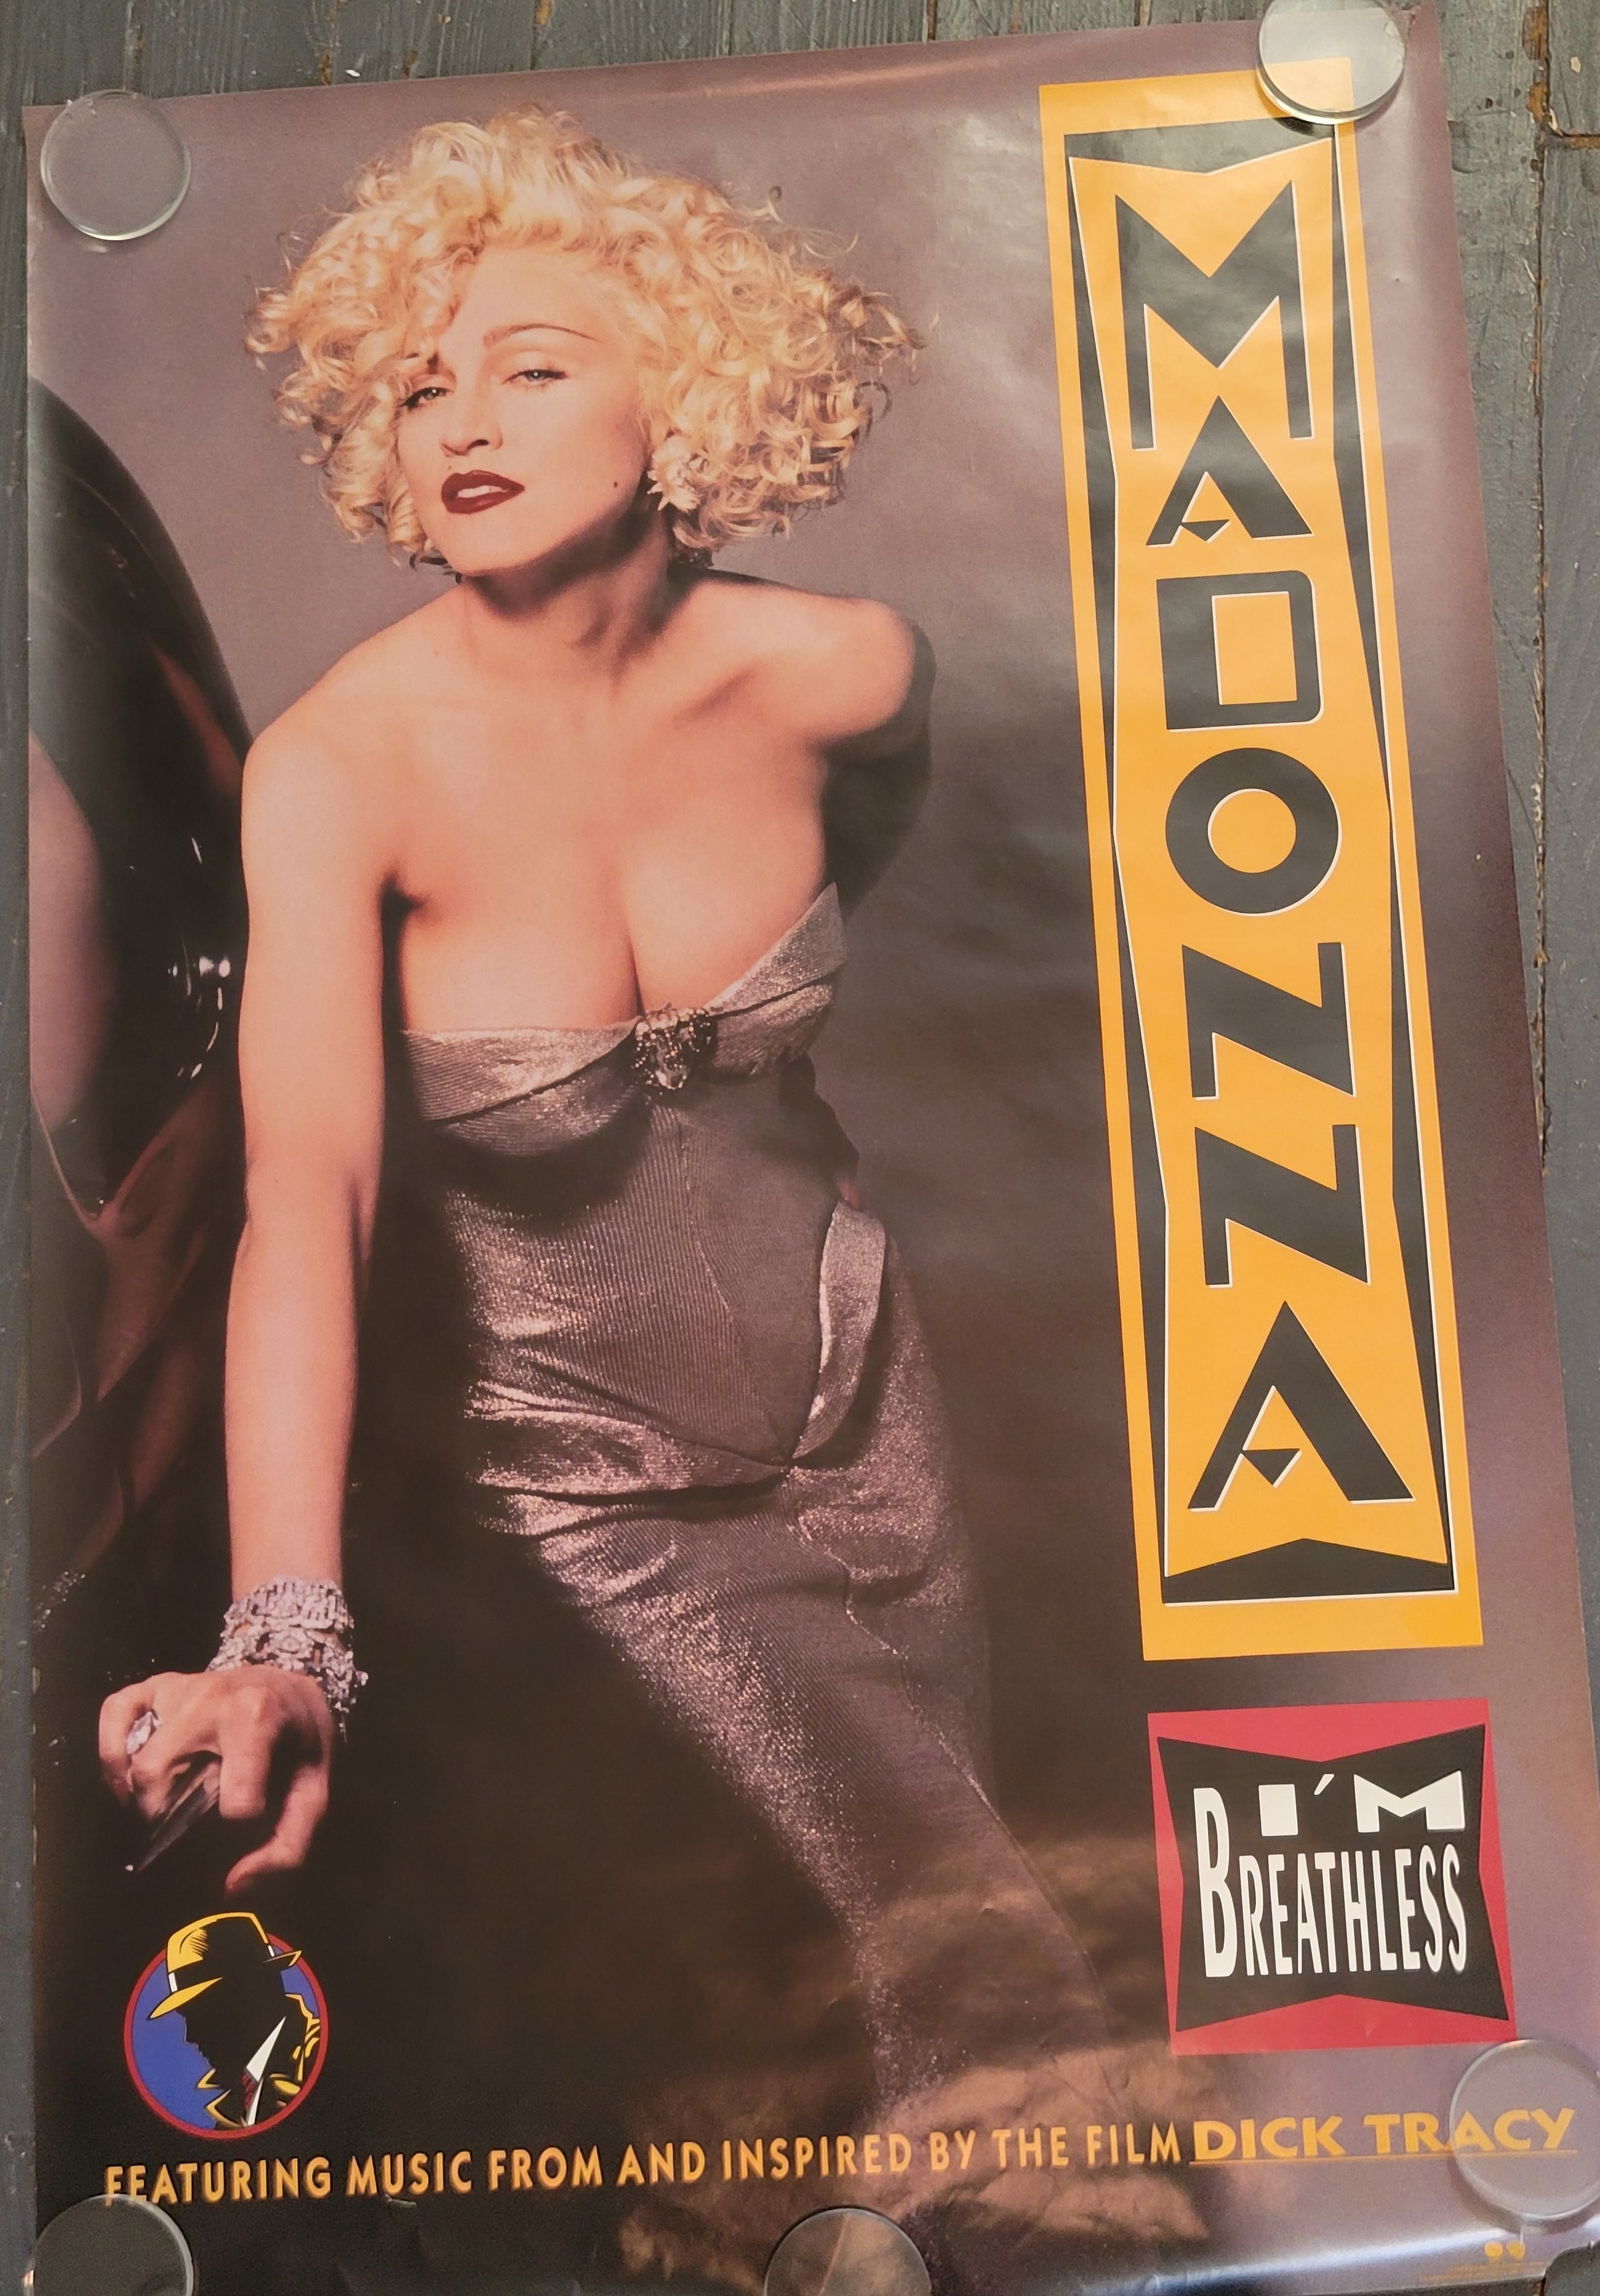 MADONNA
I'M
BREATHLESS
FEATURING MUSIC FROM AND INSPIRED BY THE FILM DICK TRACY